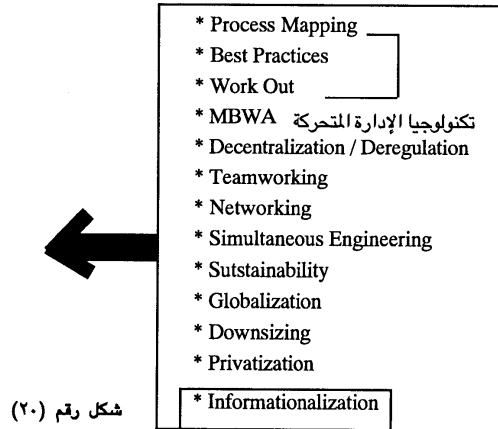 * Process Mapping
* Best Practices
* Work Out
* MBWA تكنولوجيا الإدارة المتحركة
* Decentralization / Deregulation
* Teamworking
* Networking
* Simultaneous Engineering
* Sutstainability
* Globalization
* Downsizing
* Privatization
* Informationalization
شكل رقم (٢٠)